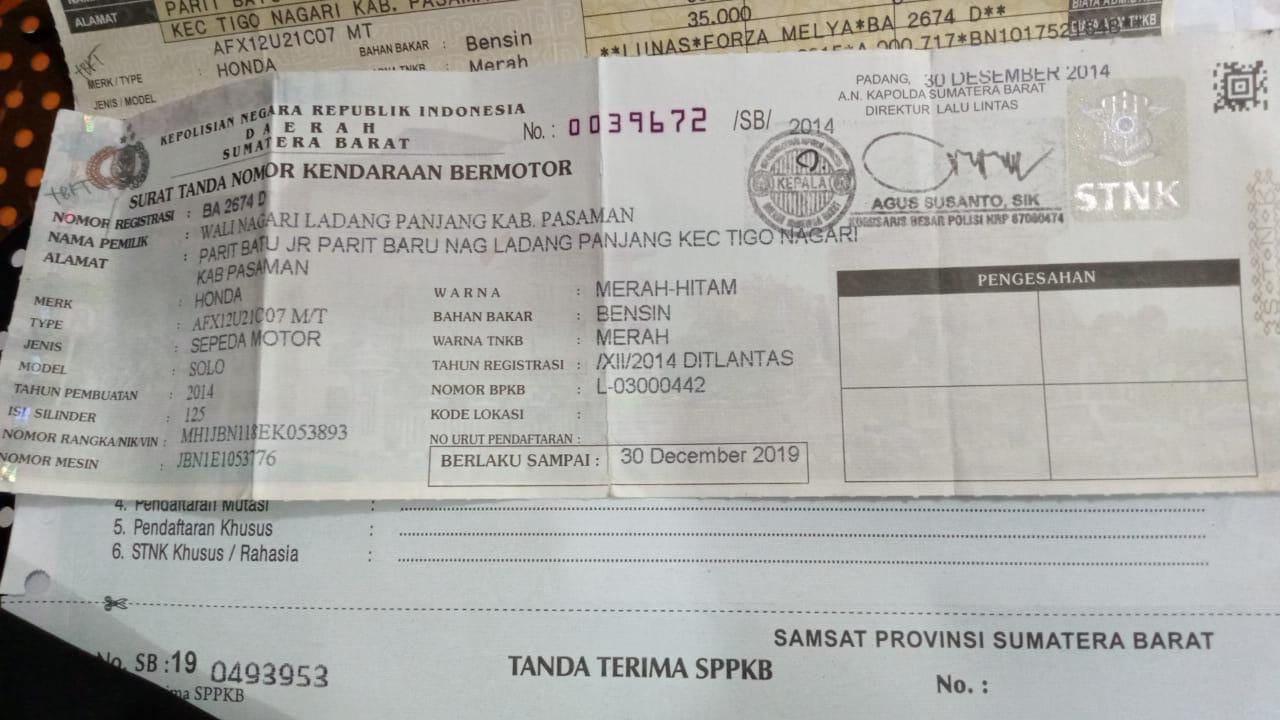 ALAMAT
PARIT BATU
KEC TIGO NAGARI KAB. PASAMAN
35.000
**LUNAS*FORZA MELYA*BA 2674 D**
AFX12U21C07 MT
MERK / TYPE : HONDA
BAHAN BAKAR : Bensin
Merah
JENIS / MODEL
KEPOLISIAN NEGARA REPUBLIK INDONESIA
DAERAH
SUMATERA BARAT
No. : 0039672 /SB/ 2014
PADANG, 30 DESEMBER 2014
A.N. KAPOLDA SUMATERA BARAT
DIREKTUR LALU LINTAS
KEPALA
AGUS SUSANTO, SIK
KOMISARIS BESAR POLISI NRP 67080474
STNK
SURAT TANDA NOMOR KENDARAAN BERMOTOR
NOMOR REGISTRASI : BA 2674 D
NAMA PEMILIK : WALI NAGARI LADANG PANJANG KAB. PASAMAN
ALAMAT : PARIT BATU JR PARIT BARU NAG LADANG PANJANG KEC TIGO NAGARI
KAB PASAMAN
MERK : HONDA
TYPE : AFX12U21C07 M/T
JENIS : SEPEDA MOTOR
MODEL : SOLO
TAHUN PEMBUATAN : 2014
ISI SILINDER : 125
NOMOR RANGKA/NIK/VIN : MH1JBN118EK053893
NOMOR MESIN : JBN1E1053776
WARNA : MERAH-HITAM
BAHAN BAKAR : BENSIN
WARNA TNKB : MERAH
TAHUN REGISTRASI : /XII/2014 DITLANTAS
NOMOR BPKB : L-03000442
KODE LOKASI :
NO URUT PENDAFTARAN :
BERLAKU SAMPAI : 30 December 2019
PENGESAHAN
4. Pendaftaran Mutasi :
5. Pendaftaran Khusus :
6. STNK Khusus / Rahasia :
No. SB : 19 0493953
SPPKB
TANDA TERIMA SPPKB
SAMSAT PROVINSI SUMATERA BARAT
No. :